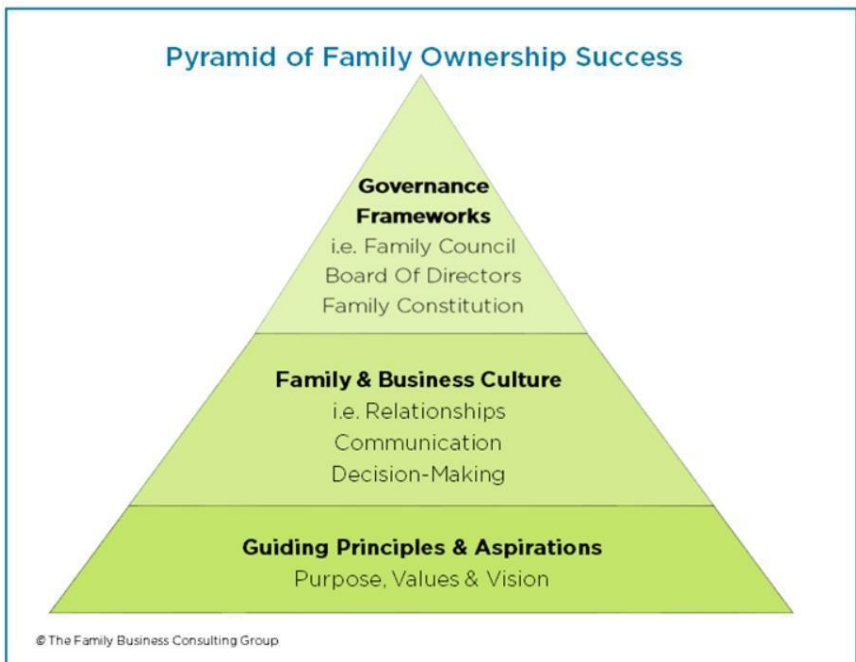 Pyramid of Family Ownership Success
Governance
Frameworks
i.e. Family Council
Board Of Directors
Family Constitution
Family & Business Culture
i.e. Relationships
Communication
Decision-Making
Guiding Principles & Aspirations
Purpose, Values & Vision
© The Family Business Consulting Group